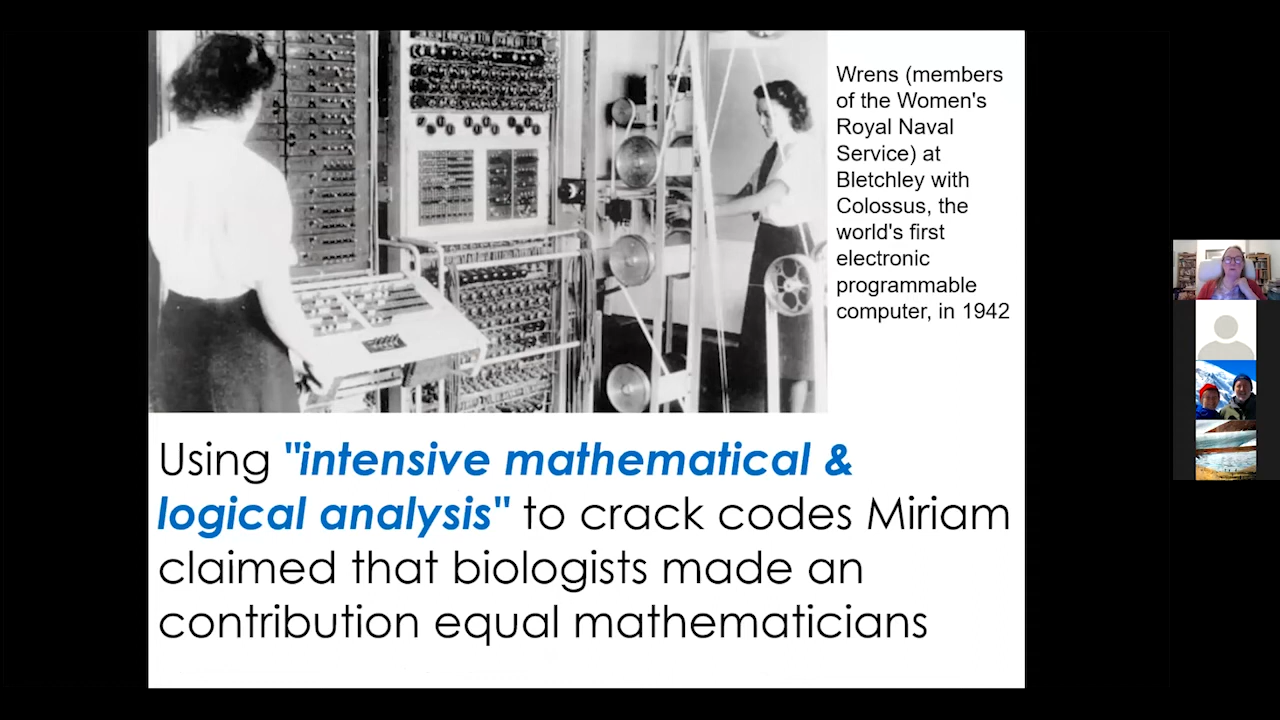 Wrens (members
of the Women's
Royal Naval
Service) at
Bletchley with
Colossus, the
world's first
electronic
programmable
computer, in 1942
Using "intensive mathematical &
logical analysis" to crack codes Miriam
claimed that biologists made an
contribution equal mathematicians